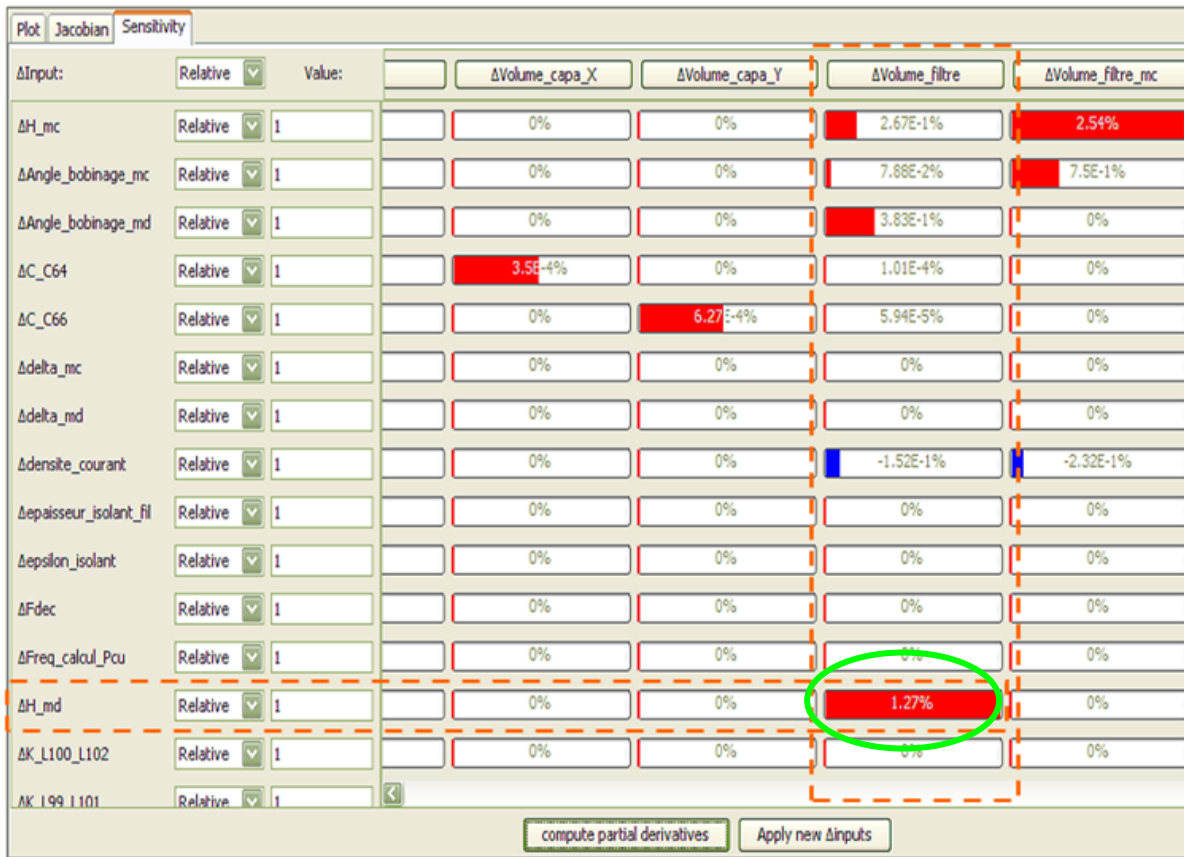 Plot Jacobian Sensitivity
ΔInput: Relative Value: ΔVolume_capa_X ΔVolume_capa_Y ΔVolume_filtre ΔVolume_filtre_mc
ΔH_mc Relative 1 0% 0% 2.67E-1% 2.54%
ΔAngle_bobinage_mc Relative 1 0% 0% 7.88E-2% 7.5E-1%
ΔAngle_bobinage_md Relative 1 0% 0% 3.83E-1% 0%
ΔC_C64 Relative 1 3.5E-4% 0% 1.01E-4% 0%
ΔC_C66 Relative 1 0% 6.27E-4% 5.94E-5% 0%
Δdelta_mc Relative 1 0% 0% 0% 0%
Δdelta_md Relative 1 0% 0% 0% 0%
Δdensite_courant Relative 1 0% 0% -1.52E-1% -2.32E-1%
Δepaisseur_isolant_fil Relative 1 0% 0% 0% 0%
Δepsilon_isolant Relative 1 0% 0% 0% 0%
ΔFdec Relative 1 0% 0% 0% 0%
ΔFreq_calcul_Pcu Relative 1 0% 0% 0% 0%
ΔH_md Relative 1 0% 0% 1.27% 0%
ΔK_L100_L102 Relative 1 0% 0% 0% 0%
ΔK_L99_L101 Relative 1
compute partial derivatives Apply new Δinputs